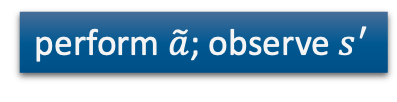 perform ã; observe s′